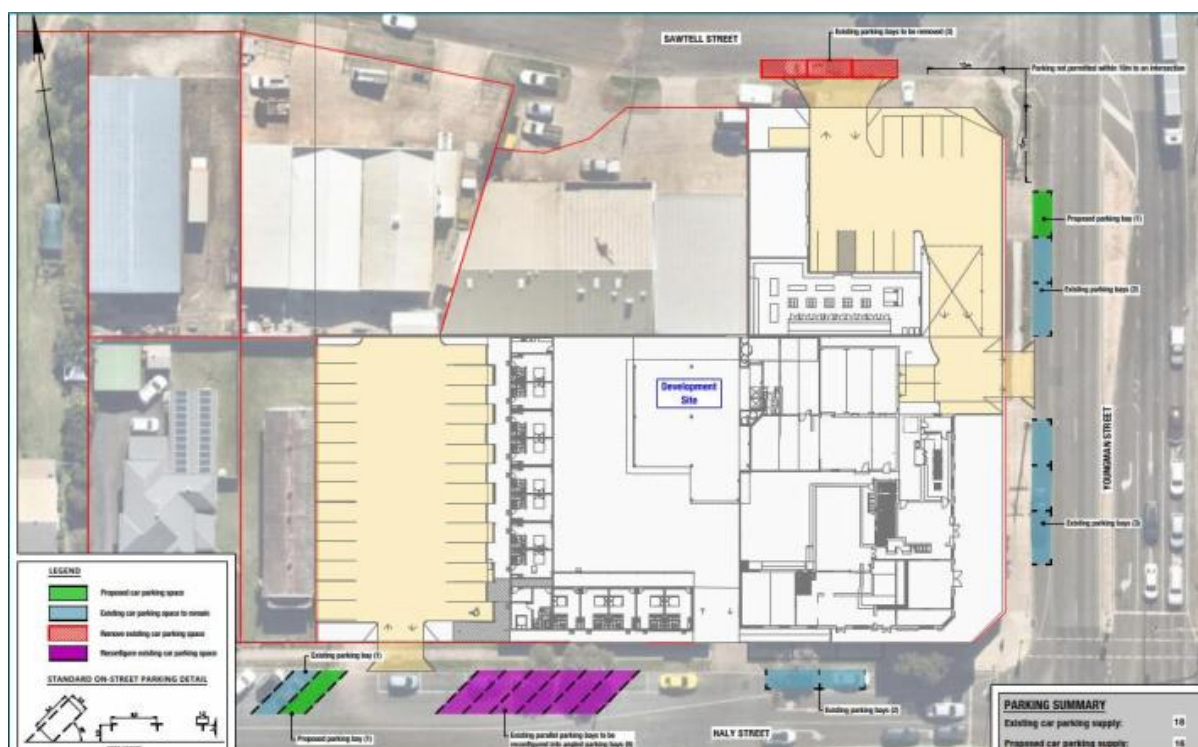 SAWTELL STREET
Existing parking bays to be removed (3)
10m
Parking not permitted within 10m to an intersection
Proposed parking bay (1)
Existing parking bays (2)
Development
Site
YOUNGMAN STREET
Existing parking bays (3)
LEGEND
Proposed car parking space
Existing car parking space to remain
Remove existing car parking space
Reconfigure existing car parking space
STANDARD ON-STREET PARKING DETAIL
Existing parking bay (1)
Proposed parking bay (1)
Existing parallel parking bays to be
reconfigured into angled parking bays (6)
Existing parking bays (2)
HALY STREET
PARKING SUMMARY
Existing car parking supply: 18
Proposed car parking supply: